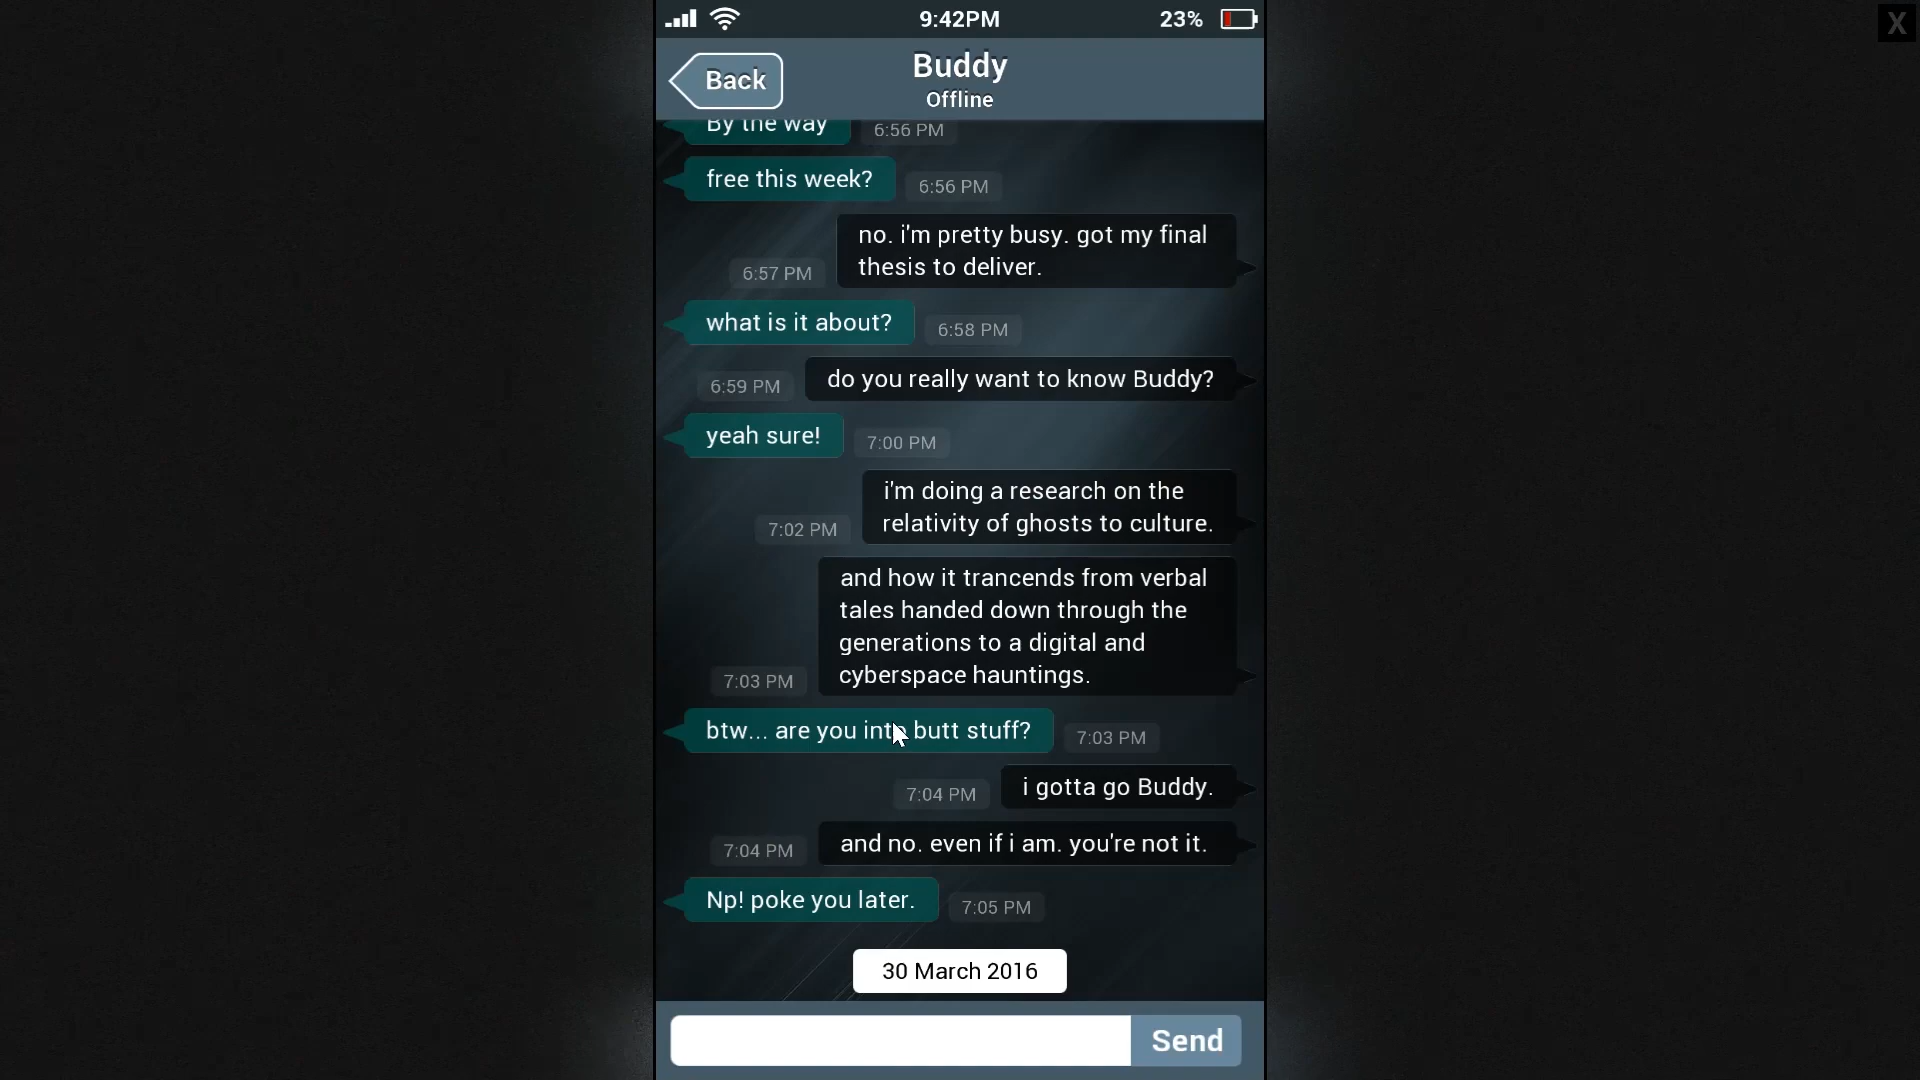 9:42PM
23%
X
Back
Buddy
Offline
By the way
6:56 PM
free this week?
6:56 PM
no. i'm pretty busy. got my final
thesis to deliver.
6:57 PM
what is it about?
6:58 PM
do you really want to know Buddy?
6:59 PM
yeah sure!
7:00 PM
i'm doing a research on the
relativity of ghosts to culture.
7:02 PM
and how it trancends from verbal
tales handed down through the
generations to a digital and
cyberspace hauntings.
7:03 PM
btw... are you into butt stuff?
7:03 PM
i gotta go Buddy.
7:04 PM
and no. even if i am. you're not it.
7:04 PM
Np! poke you later.
7:05 PM
30 March 2016
Send